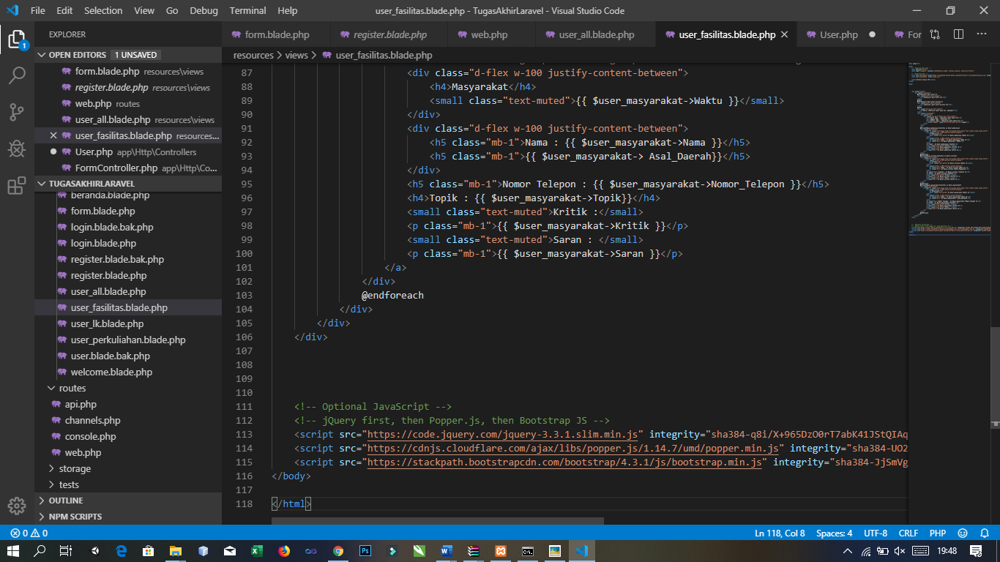 File Edit Selection View Go Debug Terminal Help user_fasilitas.blade.php - TugasAkhirLaravel - Visual Studio Code
EXPLORER
OPEN EDITORS 1 UNSAVED
form.blade.php resources\views
register.blade.php resources\views
web.php routes
user_all.blade.php resources\views
user_fasilitas.blade.php resources...
User.php app\Http\Controllers
FormController.php app\Http\Co...
TUGASAKHIRLARAVEL
beranda.blade.php
form.blade.php
login.blade.bak.php
login.blade.php
register.blade.bak.php
register.blade.php
user_all.blade.php
user_fasilitas.blade.php
user_lk.blade.php
user_perkuliahan.blade.php
user.blade.bak.php
welcome.blade.php
routes
api.php
channels.php
console.php
web.php
storage
tests
OUTLINE
NPM SCRIPTS
1
form.blade.php register.blade.php web.php user_all.blade.php user_fasilitas.blade.php User.php For
resources > views > user_fasilitas.blade.php
87 <div class="d-flex w-100 justify-content-between">
88 <h4>Masyarakat</h4>
89 <small class="text-muted">{{ $user_masyarakat->Waktu }}</small>
90 </div>
91 <div class="d-flex w-100 justify-content-between">
92 <h5 class="mb-1">Nama : {{ $user_masyarakat->Nama }}</h5>
93 <h5 class="mb-1">{{ $user_masyarakat-> Asal_Daerah}}</h5>
94 </div>
95 <h5 class="mb-1">Nomor Telepon : {{ $user_masyarakat->Nomor_Telepon }}</h5>
96 <h4>Topik : {{ $user_masyarakat->Topik}}</h4>
97 <small class="text-muted">Kritik :</small>
98 <p class="mb-1">{{ $user_masyarakat->Kritik }}</p>
99 <small class="text-muted">Saran : </small>
100 <p class="mb-1">{{ $user_masyarakat->Saran }}</p>
101 </a>
102 </div>
103 @endforeach
104 </div>
105 </div>
106 </div>
107
108
109
110
111 <!-- Optional JavaScript -->
112 <!-- jQuery first, then Popper.js, then Bootstrap JS -->
113 <script src="https://code.jquery.com/jquery-3.3.1.slim.min.js" integrity="sha384-q8i/X+965DzO0rT7abK41JStQIAq
114 <script src="https://cdnjs.cloudflare.com/ajax/libs/popper.js/1.14.7/umd/popper.min.js" integrity="sha384-UO2
115 <script src="https://stackpath.bootstrapcdn.com/bootstrap/4.3.1/js/bootstrap.min.js" integrity="sha384-JjSmVg
116 </body>
117
118 </html>
0 0 Ln 118, Col 8 Spaces: 4 UTF-8 CRLF PHP
19:48